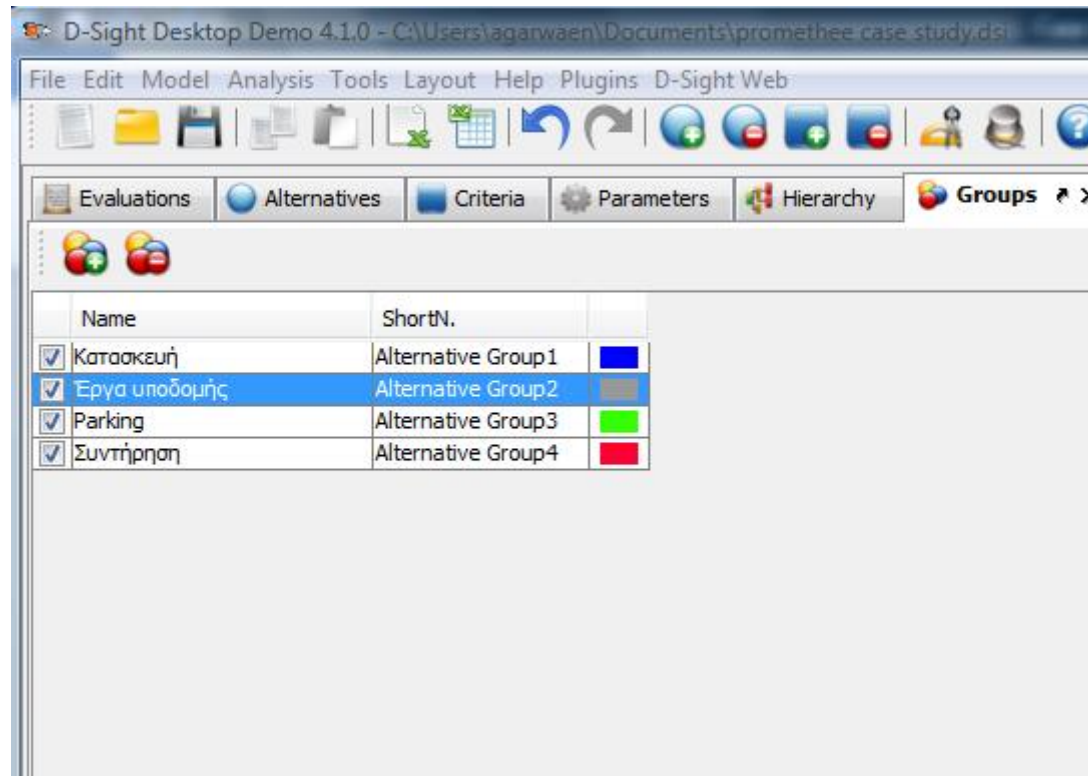 D-Sight Desktop Demo 4.1.0 - C:\Users\agarwaen\Documents\promethee case study.dsi
File Edit Model Analysis Tools Layout Help Plugins D-Sight Web
Evaluations Alternatives Criteria Parameters Hierarchy Groups
Name ShortN.
Κατασκευή Alternative Group1
Έργα υποδομής Alternative Group2
Parking Alternative Group3
Συντήρηση Alternative Group4